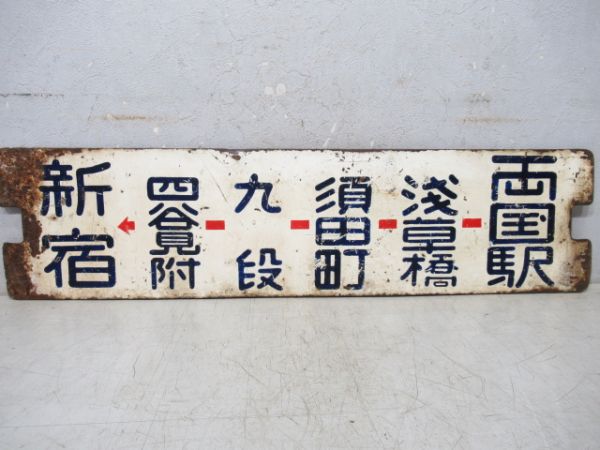 両国駅
浅草橋
須田町
九段
四谷見附
新宿